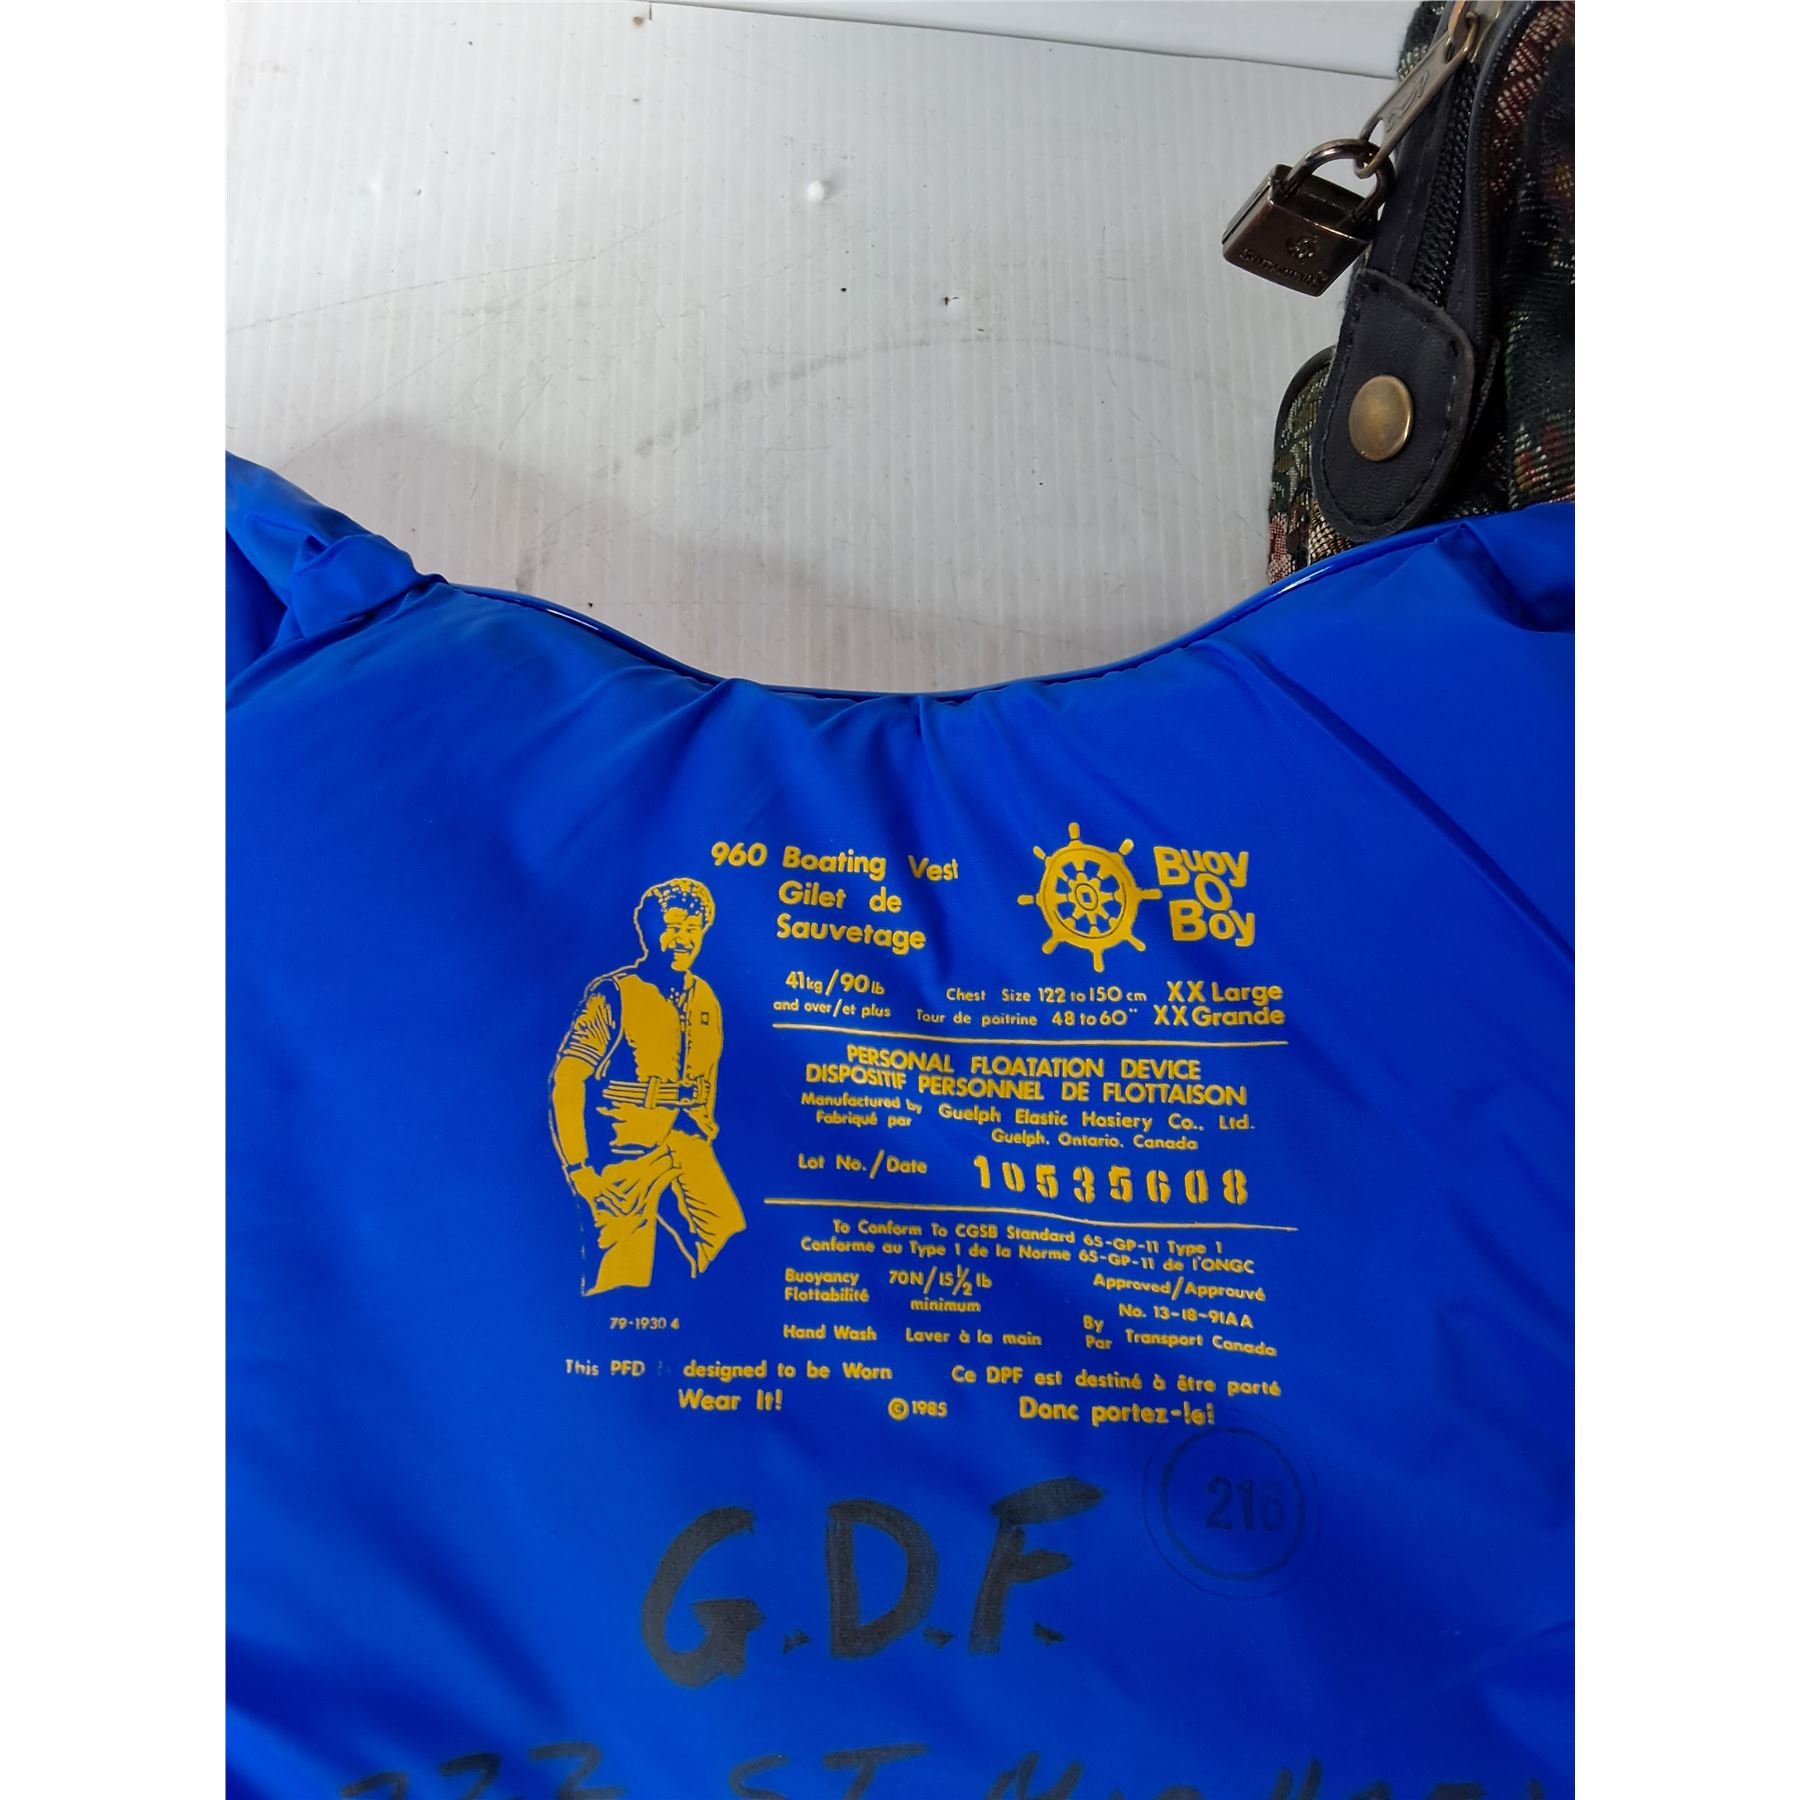 960 Boating Vest
Gilet de
Sauvetage
Buoy
O
Boy
41kg/90lb
and over/et plus
Chest Size 122 to 150 cm XX Large
Tour de poitrine 48 to 60" XX Grande
PERSONAL FLOATATION DEVICE
DISPOSITIF PERSONNEL DE FLOTTAISON
Manufactured by Guelph Elastic Hosiery Co., Ltd.
Fabriqué par
Guelph, Ontario, Canada
Lot No./Date 10535608
To Conform To CGSB Standard 65-GP-11 Type 1
Conforme au Type 1 de la Norme 65-GP-11 de l'ONGC
Buoyancy 70N/15½ lb
Flottabilité minimum
Approved/Approuvé
No. 13-18-91AA
By
Par Transport Canada
Hand Wash Laver à la main
79-1930 4
This PFD designed to be Worn
Wear It!
©1985
Ce DPF est destiné à être porté
Donc portez-le!
216
G.D.F.
ST